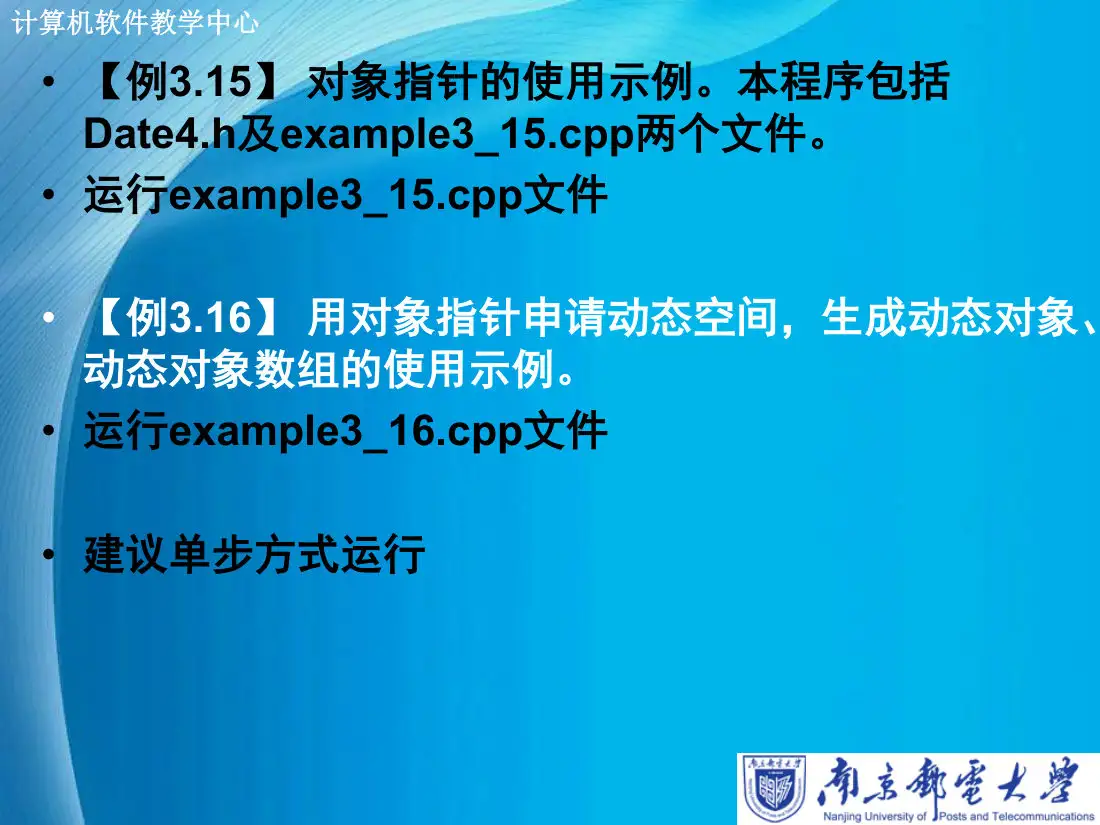 计算机软件教学中心
• 【例3.15】 对象指针的使用示例。本程序包括
Date4.h及example3_15.cpp两个文件。
• 运行example3_15.cpp文件
• 【例3.16】 用对象指针申请动态空间，生成动态对象、
动态对象数组的使用示例。
• 运行example3_16.cpp文件
• 建议单步方式运行
南京郵電大學
Nanjing University of Posts and Telecommunications